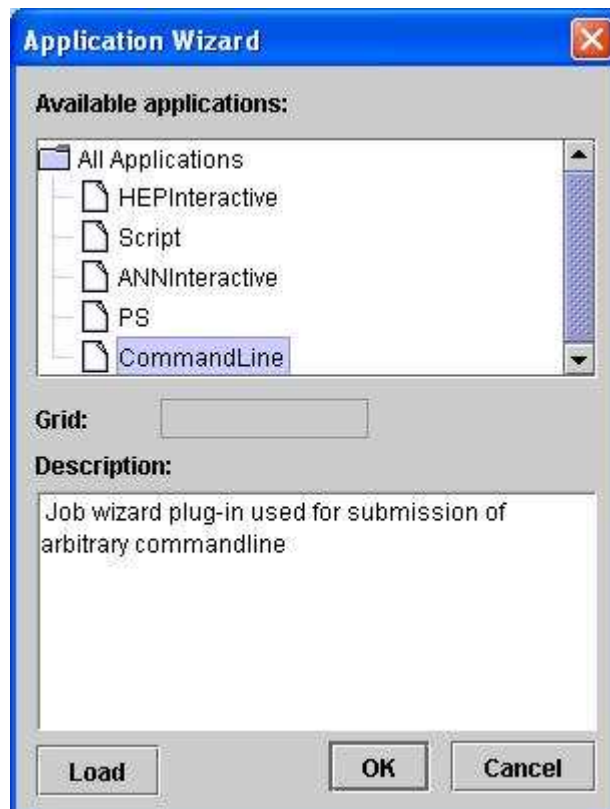 Application Wizard
Available applications:
All Applications
HEPInteractive
Script
ANNInteractive
PS
CommandLine
Grid:
Description:
Job wizard plug-in used for submission of
arbitrary commandline
Load
OK
Cancel